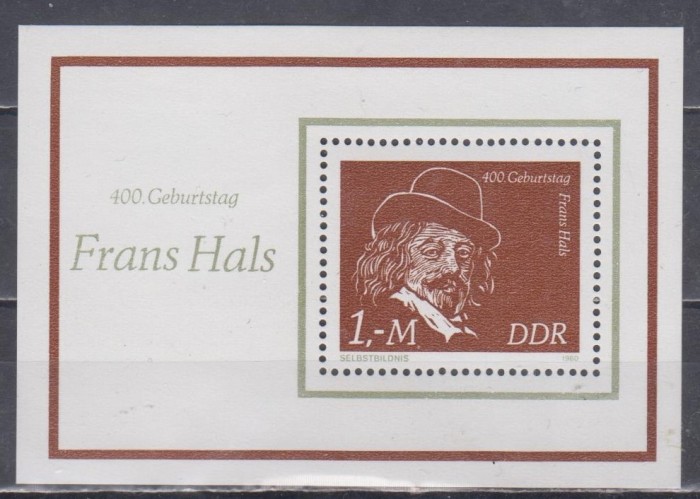 400. Geburtstag
Frans Hals
400. Geburtstag
Frans Hals
1,-M
DDR
SELBSTBILDNIS
1980